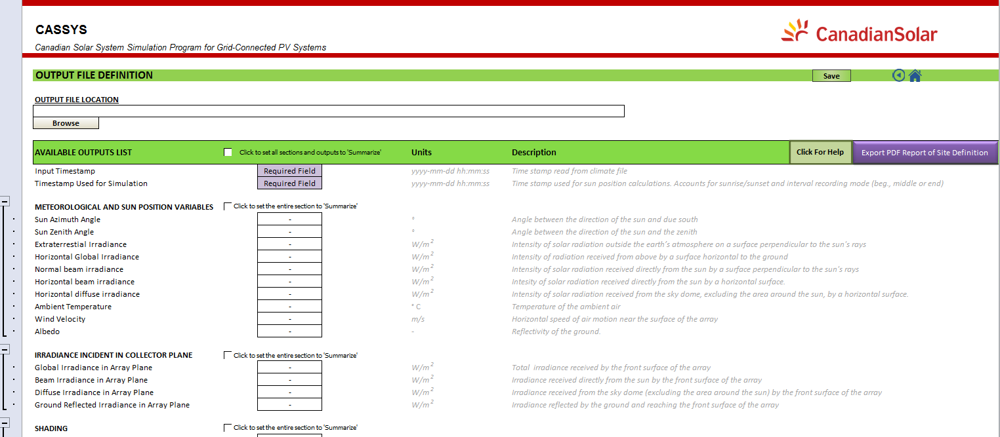 CASSYS
CanadianSolar
Canadian Solar System Simulation Program for Grid-Connected PV Systems
OUTPUT FILE DEFINITION Save
OUTPUT FILE LOCATION
Browse
AVAILABLE OUTPUTS LIST Click to set all sections and outputs to 'Summarize' Units Description Click For Help Export PDF Report of Site Definition
Input Timestamp Required Field yyyy-mm-dd hh:mm:ss Time stamp read from climate file
Timestamp Used for Simulation Required Field yyyy-mm-dd hh:mm:ss Time stamp used for sun position calculations. Accounts for sunrise/sunset and interval recording mode (beg., middle or end)
METEOROLOGICAL AND SUN POSITION VARIABLES Click to set the entire section to 'Summarize'
Sun Azimuth Angle - ° Angle between the direction of the sun and due south
Sun Zenith Angle - ° Angle between the direction of the sun and the zenith
Extraterrestial Irradiance - W/m² Intensity of solar radiation outside the earth's atmosphere on a surface perpendicular to the sun's rays
Horizontal Global Irradiance - W/m² Intensity of radiation received from above by a surface horizontal to the ground
Normal beam irradiance - W/m² Intensity of solar radiation received directly from the sun by a surface perpendicular to the sun's rays
Horizontal beam irradiance - W/m² Intesity of solar radiation received directly from the sun by a horizontal surface.
Horizontal diffuse irradiance - W/m² Intensity of solar radiation received from the sky dome, excluding the area around the sun, by a horizontal surface.
Ambient Temperature - ° C Temperature of the ambient air
Wind Velocity - m/s Horizontal speed of air motion near the surface of the array
Albedo - - Reflectivity of the ground.
IRRADIANCE INCIDENT IN COLLECTOR PLANE Click to set the entire section to 'Summarize'
Global Irradiance in Array Plane - W/m² Total irradiance received by the front surface of the array
Beam Irradiance in Array Plane - W/m² Irradiance received directly from the sun by the front surface of the array
Diffuse Irradiance in Array Plane - W/m² Irradiance received from the sky dome (excluding the area around the sun) by the front surface of the array
Ground Reflected Irradiance in Array Plane - W/m² Irradiance reflected by the ground and reaching the front surface of the array
SHADING Click to set the entire section to 'Summarize'